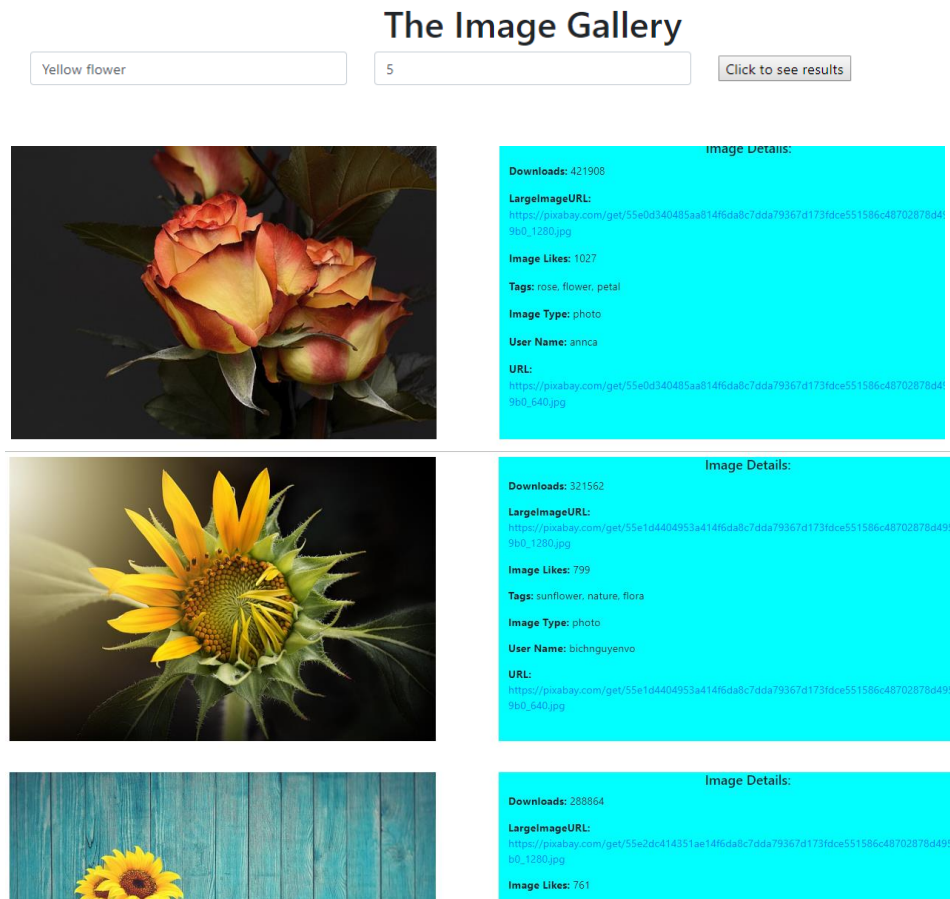 The Image Gallery
Yellow flower
5
Click to see results
Image Details:
Downloads: 421908
LargeImageURL:
https://pixabay.com/get/55e0d340485aa814f6da8c7dda79367d173fdce551586c48702878d4
9b0_1280.jpg
Image Likes: 1027
Tags: rose, flower, petal
Image Type: photo
User Name: annca
URL:
https://pixabay.com/get/55e0d340485aa814f6da8c7dda79367d173fdce551586c48702878d4
9b0_640.jpg
Image Details:
Downloads: 321562
LargeImageURL:
https://pixabay.com/get/55e1d4404953a414f6da8c7dda79367d173fdce551586c48702878d49
9b0_1280.jpg
Image Likes: 799
Tags: sunflower, nature, flora
Image Type: photo
User Name: bichnguyenvo
URL:
https://pixabay.com/get/55e1d4404953a414f6da8c7dda79367d173fdce551586c48702878d49
9b0_640.jpg
Image Details:
Downloads: 288864
LargeImageURL:
https://pixabay.com/get/55e2dc414351ae14f6da8c7dda79367d173fdce551586c48702878d49
b0_1280.jpg
Image Likes: 761